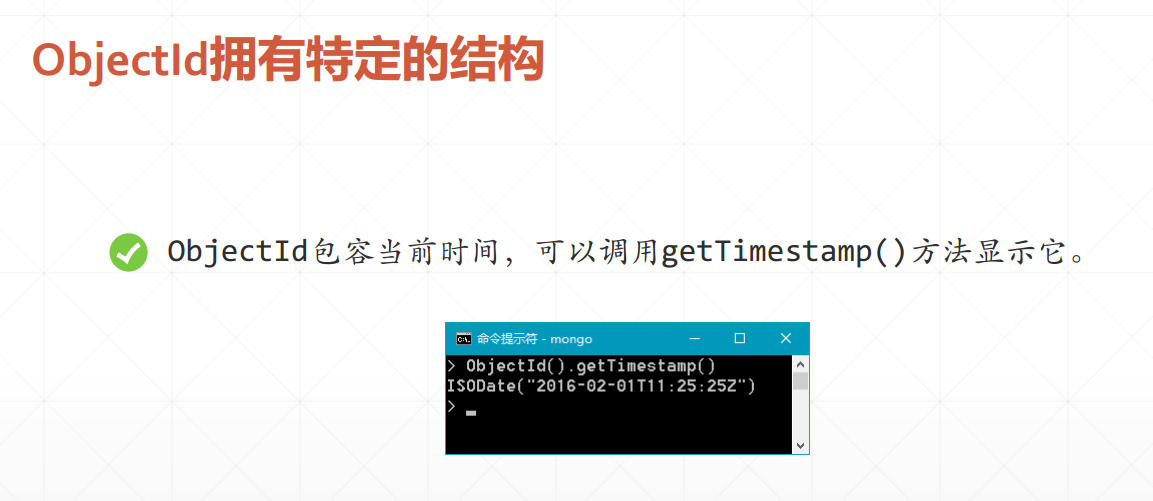 ObjectId拥有特定的结构
ObjectId包容当前时间，可以调用getTimestamp()方法显示它。
命令提示符 - mongo
> ObjectId().getTimestamp()
ISODate("2016-02-01T11:25:25Z")
>